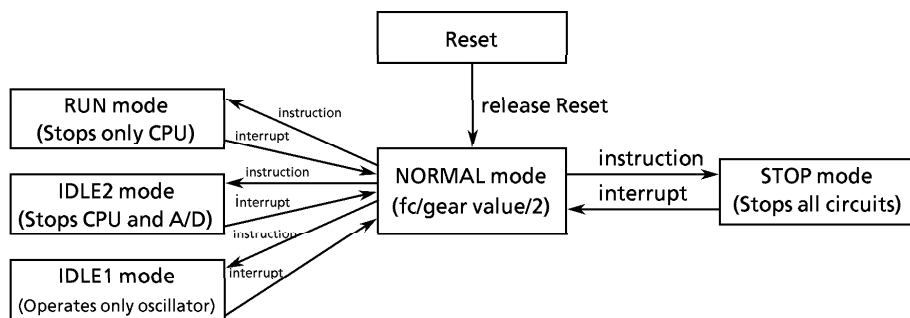 Reset
release Reset
RUN mode
(Stops only CPU)
instruction
interrupt
IDLE2 mode
(Stops CPU and A/D)
instruction
interrupt
IDLE1 mode
(Operates only oscillator)
instruction
interrupt
NORMAL mode
(fc/gear value/2)
instruction
interrupt
STOP mode
(Stops all circuits)